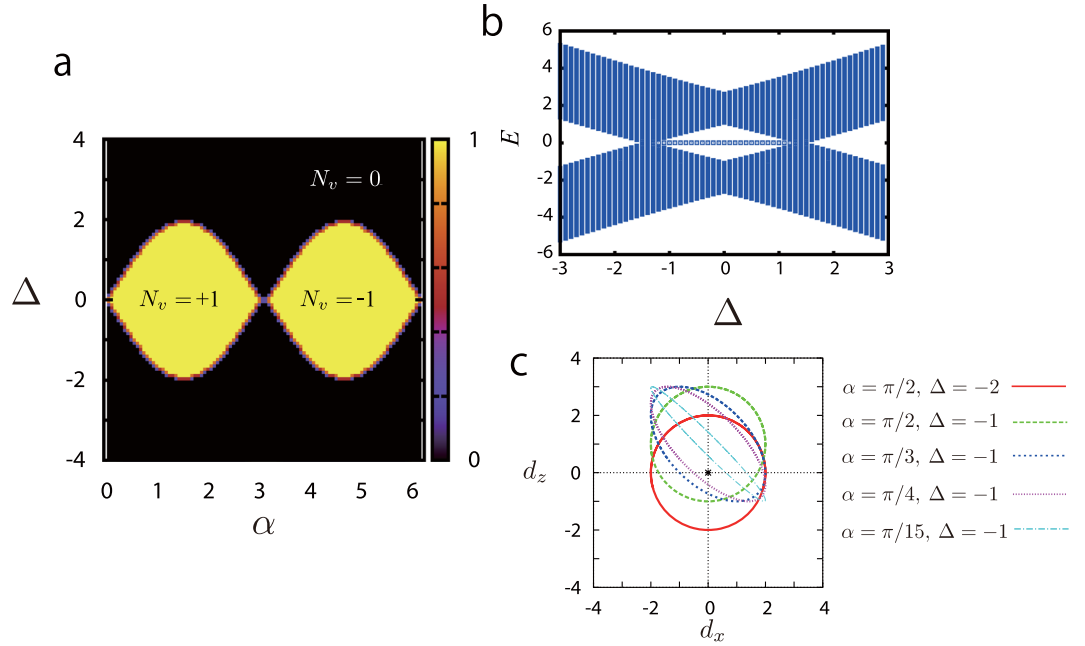 a
4
2
0
-2
-4
Δ
N_v = 0
N_v = +1
N_v = -1
0 1 2 3 4 5 6
α
1
0
b
6
4
2
0
-2
-4
-6
E
-3 -2 -1 0 1 2 3
Δ
c
4
2
0
-2
-4
d_z
-4 -2 0 2 4
d_x
α = π/2, Δ = −2
α = π/2, Δ = −1
α = π/3, Δ = −1
α = π/4, Δ = −1
α = π/15, Δ = −1